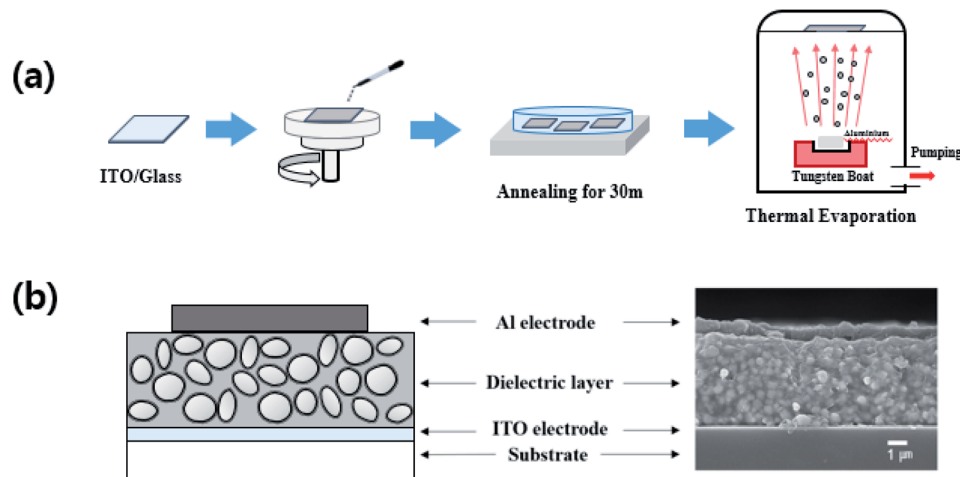 (a)
ITO/Glass
Annealing for 30m
Aluminium
Tungsten Boat
Pumping
Thermal Evaporation
(b)
Al electrode
Dielectric layer
ITO electrode
Substrate
1 μm